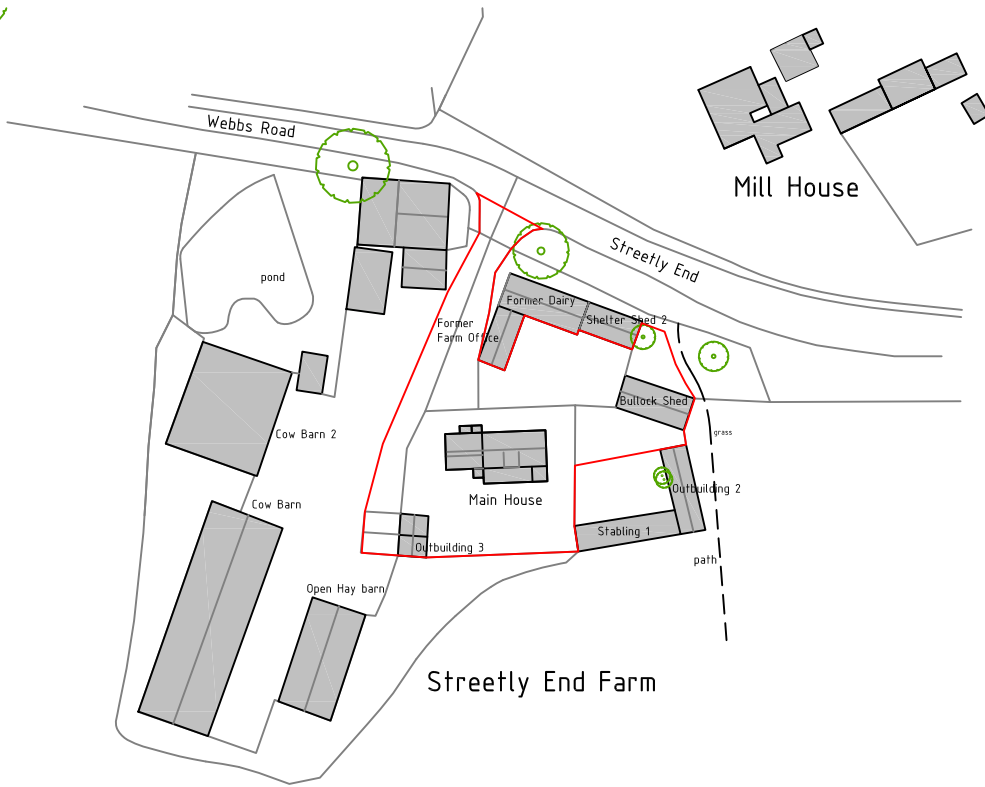 Webbs Road
Mill House
Streetly End
pond
Former Dairy
Shelter Shed 2
Former
Farm Office
Bullock Shed
grass
Cow Barn 2
Main House
Outbuilding 2
Cow Barn
Stabling 1
Outbuilding 3
path
Open Hay barn
Streetly End Farm